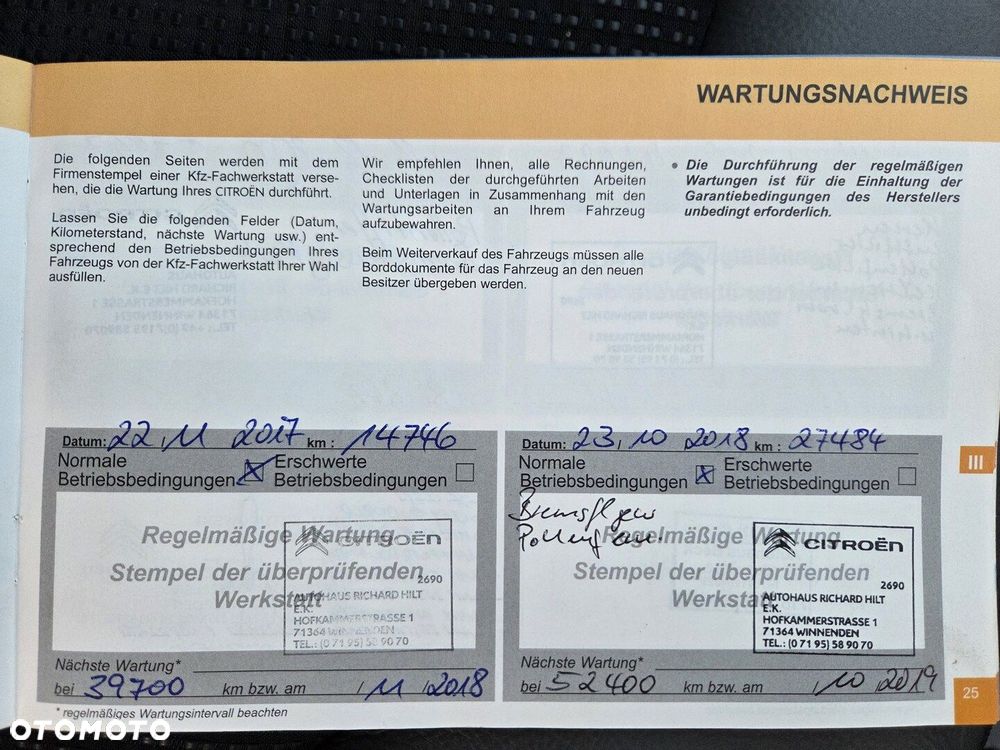 WARTUNGSNACHWEIS
Die folgenden Seiten werden mit dem
Firmenstempel einer Kfz-Fachwerkstatt verse-
hen, die die Wartung Ihres CITROËN durchführt.
Lassen Sie die folgenden Felder (Datum,
Kilometerstand, nächste Wartung usw.) ent-
sprechend den Betriebsbedingungen Ihres
Fahrzeugs von der Kfz-Fachwerkstatt Ihrer Wahl
ausfüllen.
Wir empfehlen Ihnen, alle Rechnungen,
Checklisten der durchgeführten Arbeiten
und Unterlagen in Zusammenhang mit den
Wartungsarbeiten an Ihrem Fahrzeug
aufzubewahren.
Beim Weiterverkauf des Fahrzeugs müssen alle
Borddokumente für das Fahrzeug an den neuen
Besitzer übergeben werden.
• Die Durchführung der regelmäßigen
Wartungen ist für die Einhaltung der
Garantiebedingungen des Herstellers
unbedingt erforderlich.
Datum: 22.11 2017 km : 14746
Normale
Betriebsbedingungen
Erschwerte
Betriebsbedingungen
Regelmäßige Wartung
Stempel der überprüfenden
Werkstatt
CITROËN
2690
AUTOHAUS RICHARD HILT
E.K.
HOFKAMMERSTRASSE 1
71364 WINNENDEN
TEL.: (0 71 95) 58 90 70
Nächste Wartung*
bei 39700 km bzw. am / 11 / 2018
* regelmäßiges Wartungsintervall beachten
Datum: 23.10 2018 km : 27484
Normale
Betriebsbedingungen
Erschwerte
Betriebsbedingungen
Regelmäßige Wartung
Stempel der überprüfenden
Werkstatt
CITROËN
2690
AUTOHAUS RICHARD HILT
E.K.
HOFKAMMERSTRASSE 1
71364 WINNENDEN
TEL.: (0 71 95) 58 90 70
Nächste Wartung*
bei 52400 km bzw. am / 10 / 2019
III
25
OTOMOTO